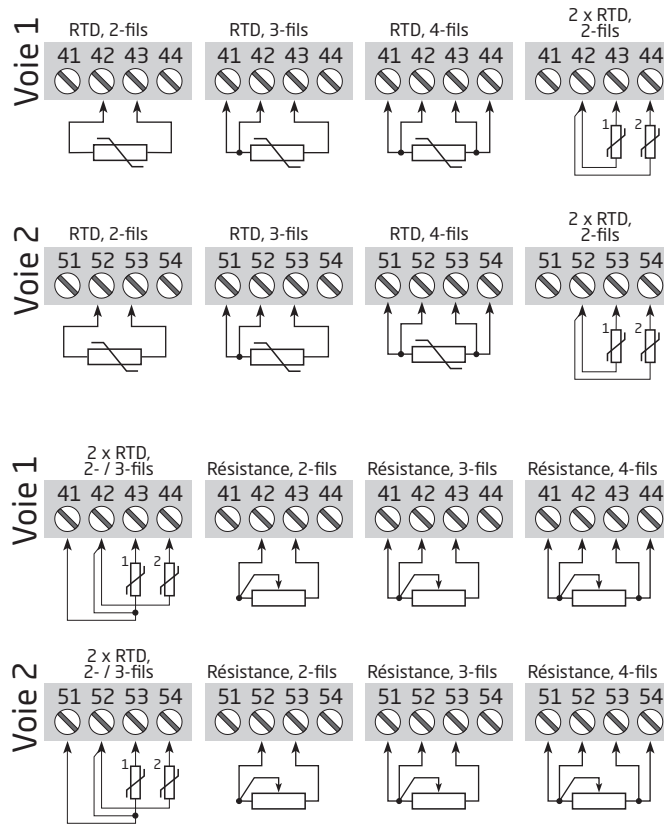 Voie 1
RTD, 2-fils
41 42 43 44
RTD, 3-fils
41 42 43 44
RTD, 4-fils
41 42 43 44
2 x RTD,
2-fils
41 42 43 44
1 2
Voie 2
RTD, 2-fils
51 52 53 54
RTD, 3-fils
51 52 53 54
RTD, 4-fils
51 52 53 54
2 x RTD,
2-fils
51 52 53 54
1 2
Voie 1
2 x RTD,
2- / 3-fils
41 42 43 44
1 2
Résistance, 2-fils
41 42 43 44
Résistance, 3-fils
41 42 43 44
Résistance, 4-fils
41 42 43 44
Voie 2
2 x RTD,
2- / 3-fils
51 52 53 54
1 2
Résistance, 2-fils
51 52 53 54
Résistance, 3-fils
51 52 53 54
Résistance, 4-fils
51 52 53 54